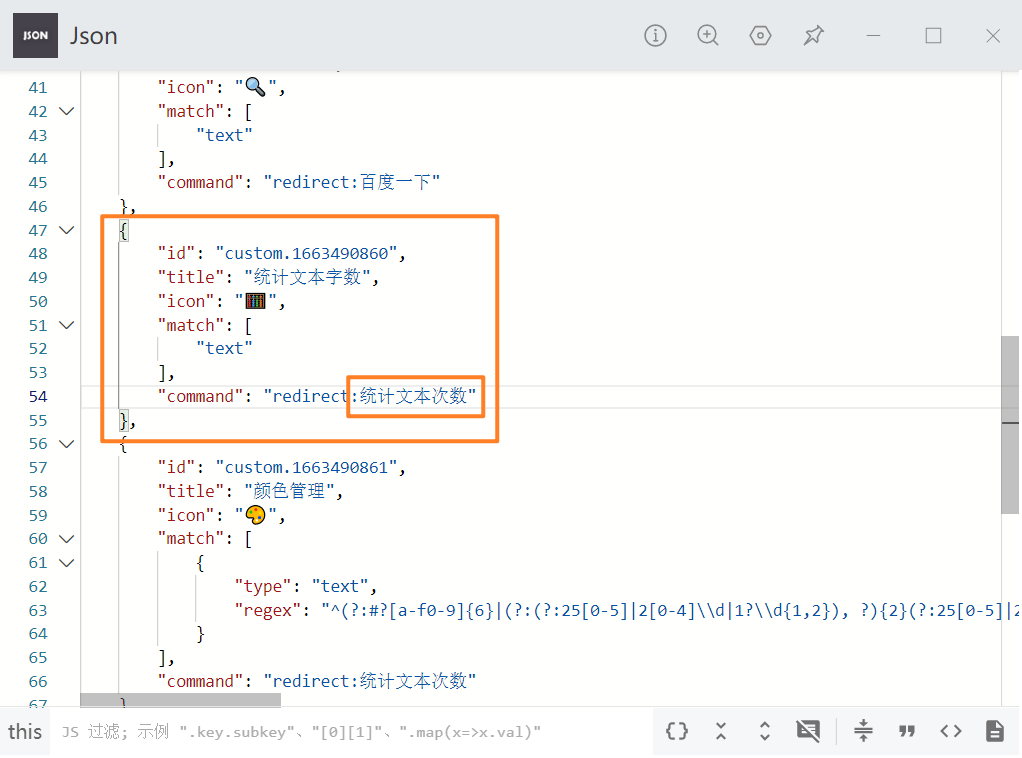 JSON Json
41 "icon": "🔍",
42 "match": [
43 "text"
44 ],
45 "command": "redirect:百度一下"
46 },
47 {
48 "id": "custom.1663490860",
49 "title": "统计文本字数",
50 "icon": "🧮",
51 "match": [
52 "text"
53 ],
54 "command": "redirect:统计文本次数"
55 },
56 {
57 "id": "custom.1663490861",
58 "title": "颜色管理",
59 "icon": "🎨",
60 "match": [
61 {
62 "type": "text",
63 "regex": "^(?:#?[a-f0-9]{6}|(?:(?:25[0-5]|2[0-4]\\d|1?\\d{1,2}), ?){2}(?:25[0-5]|2
64 }
65 ],
66 "command": "redirect:统计文本次数"
67 }
this JS 过滤; 示例 ".key.subkey"、"[0][1]"、".map(x=>x.val)"